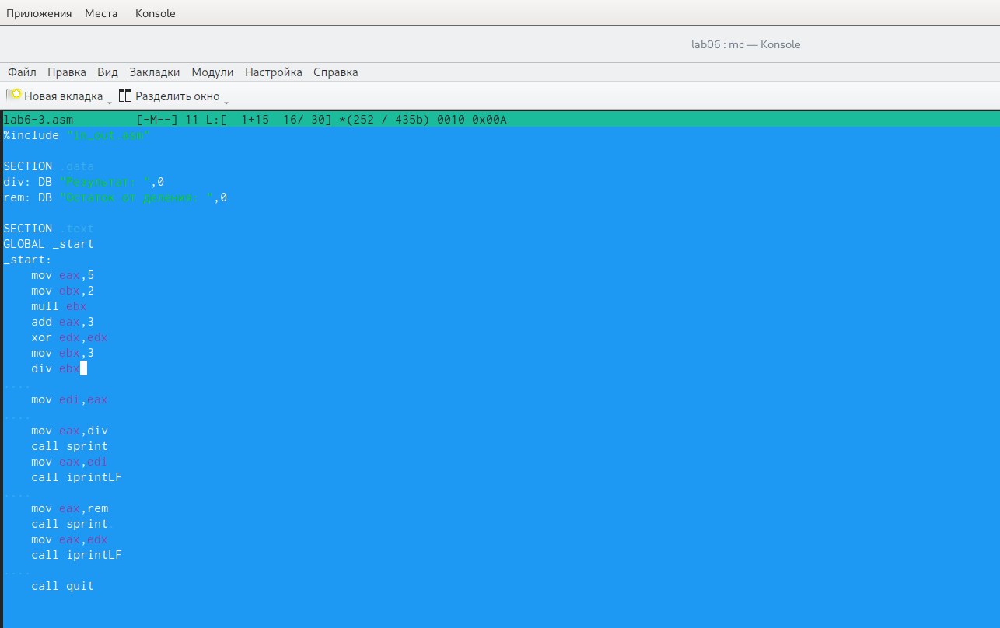 Приложения Места Konsole
lab06 : mc — Konsole
Файл Правка Вид Закладки Модули Настройка Справка
Новая вкладка Разделить окно
lab6-3.asm [-M--] 11 L:[ 1+15 16/ 30] *(252 / 435b) 0010 0x00A
%include "in_out.asm"
SECTION .data
div: DB "Результат: ",0
rem: DB "Остаток от деления: ",0
SECTION .text
GLOBAL _start
_start:
mov eax,5
mov ebx,2
mull ebx
add eax,3
xor edx,edx
mov ebx,3
div ebx
....
mov edi,eax
....
mov eax,div
call sprint
mov eax,edi
call iprintLF
....
mov eax,rem
call sprint.
mov eax,edx
call iprintLF
....
call quit